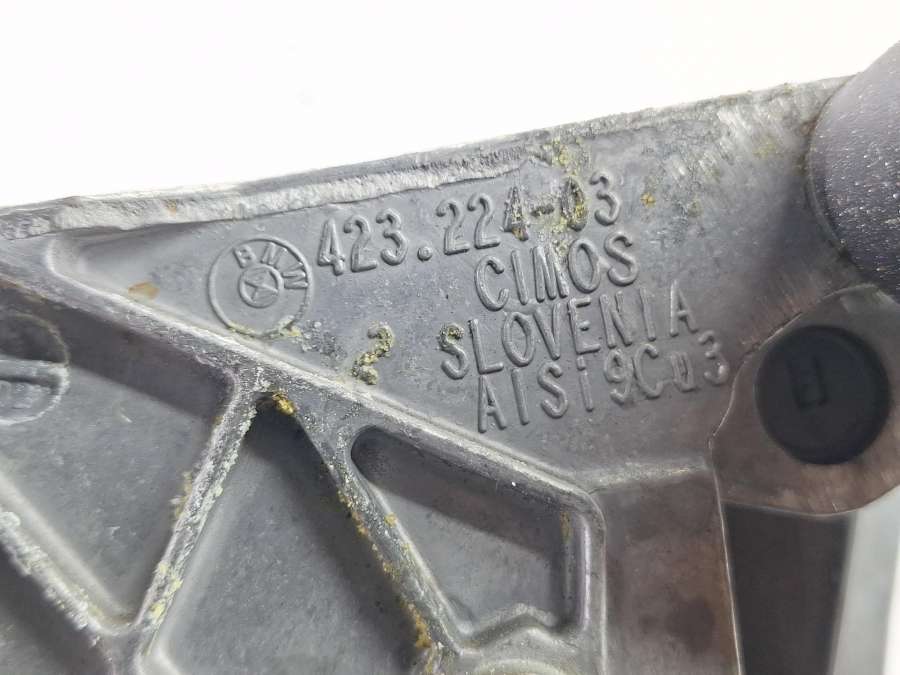 BMW
423.224-03
CIMOS
2 SLOVENIA
AlSi9Cu3